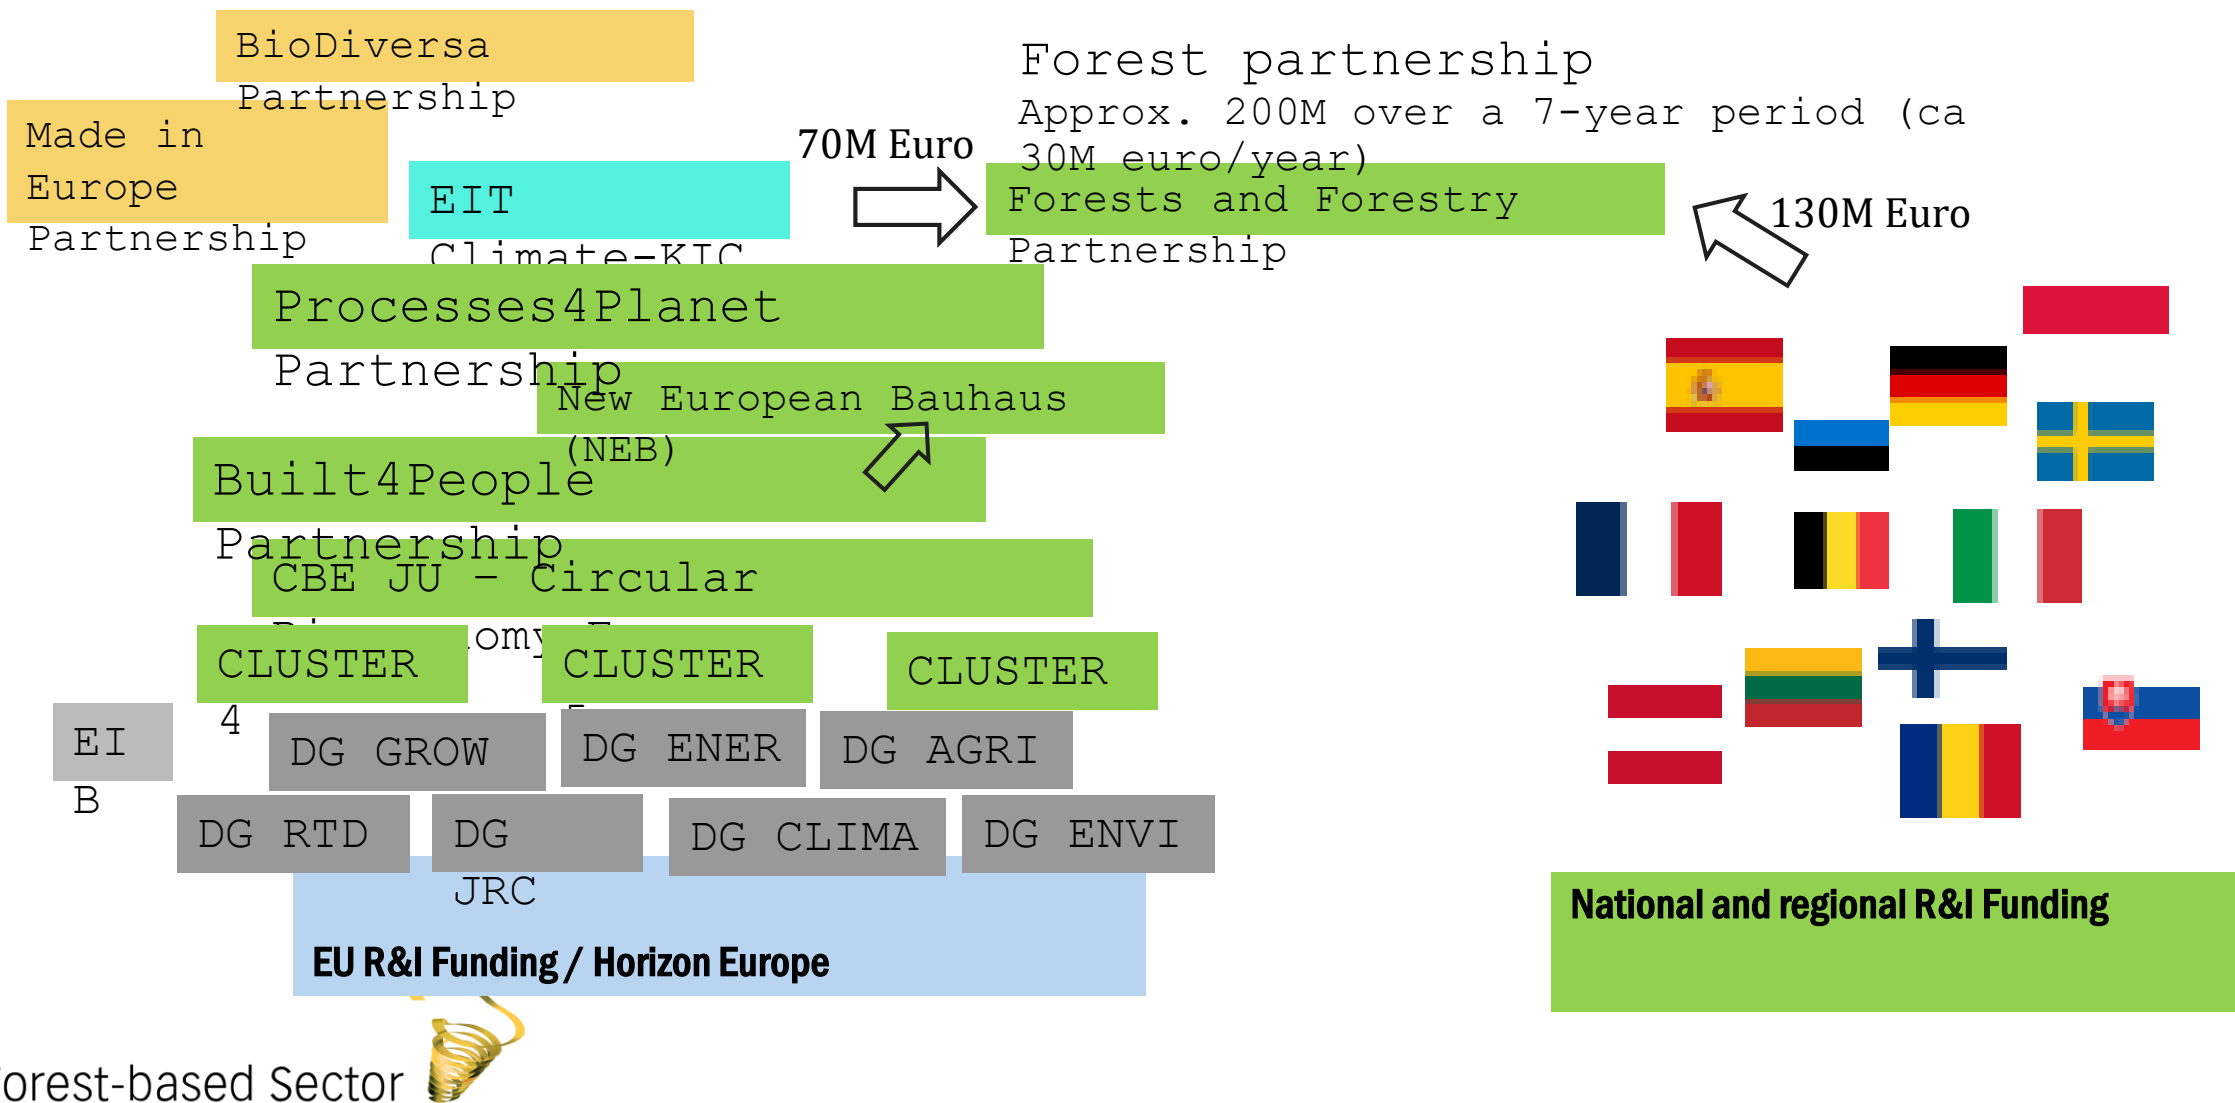 BioDiversa
Partnership
Made in
Europe
Partnership
EIT
Climate-KIC
70M Euro
Forest partnership
Approx. 200M over a 7-year period (ca
30M euro/year)
Forests and Forestry
Partnership
130M Euro
Processes4Planet
Partnership
New European Bauhaus
(NEB)
Built4People
Partnership
CBE JU – Circular
CLUSTER
4
CLUSTER
CLUSTER
EI
B
DG GROW
DG ENER
DG AGRI
DG RTD
DG
JRC
DG CLIMA
DG ENVI
EU R&I Funding / Horizon Europe
National and regional R&I Funding
orest-based Sector